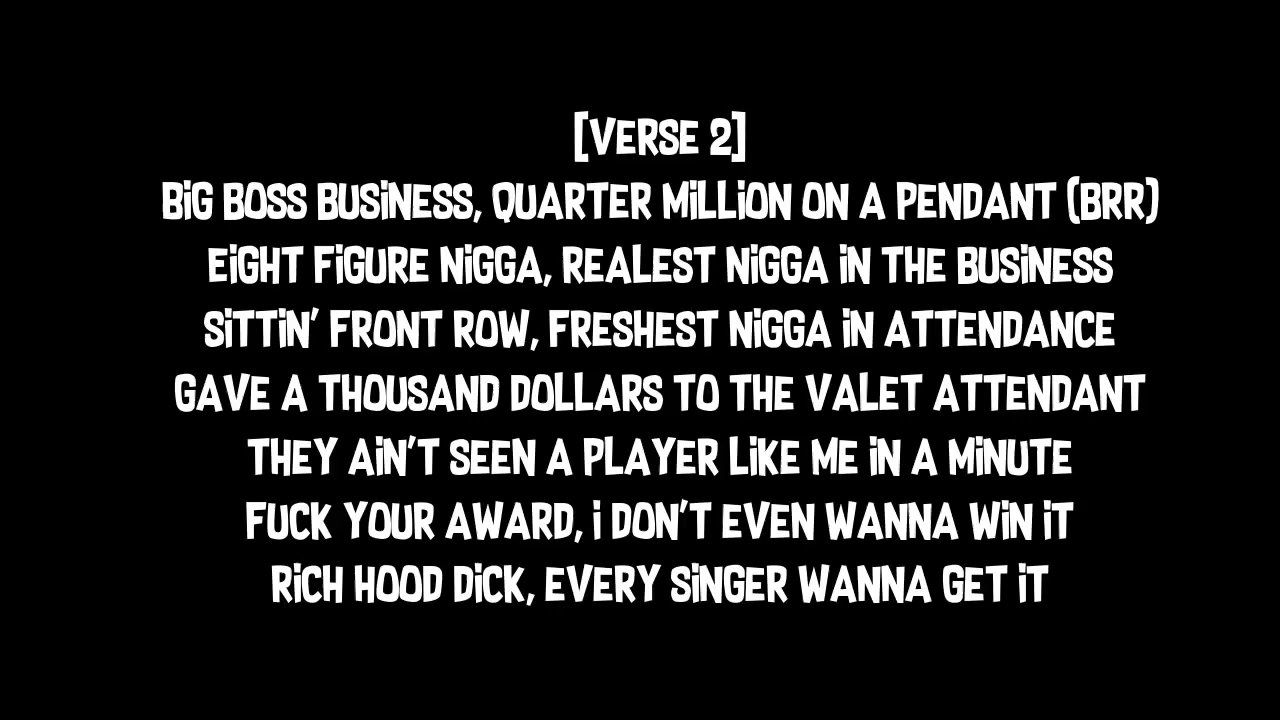 [VERSE 2]
BiG BOSS BUSiNESS, QUARTER MiLLiON ON A PENDANT (BRR)
EiGHT FiGURE NiGGA, REALEST NiGGA iN THE BUSiNESS
SiTTiN' FRONT ROW, FRESHEST NiGGA iN ATTENDANCE
GAVE A THOUSAND DOLLARS TO THE VALET ATTENDANT
THEY AiN'T SEEN A PLAYER LiKE ME iN A MiNUTE
FUCK YOUR AWARD, i DON'T EVEN WANNA WiN iT
RiCH HOOD DiCK, EVERY SiNGER WANNA GET iT